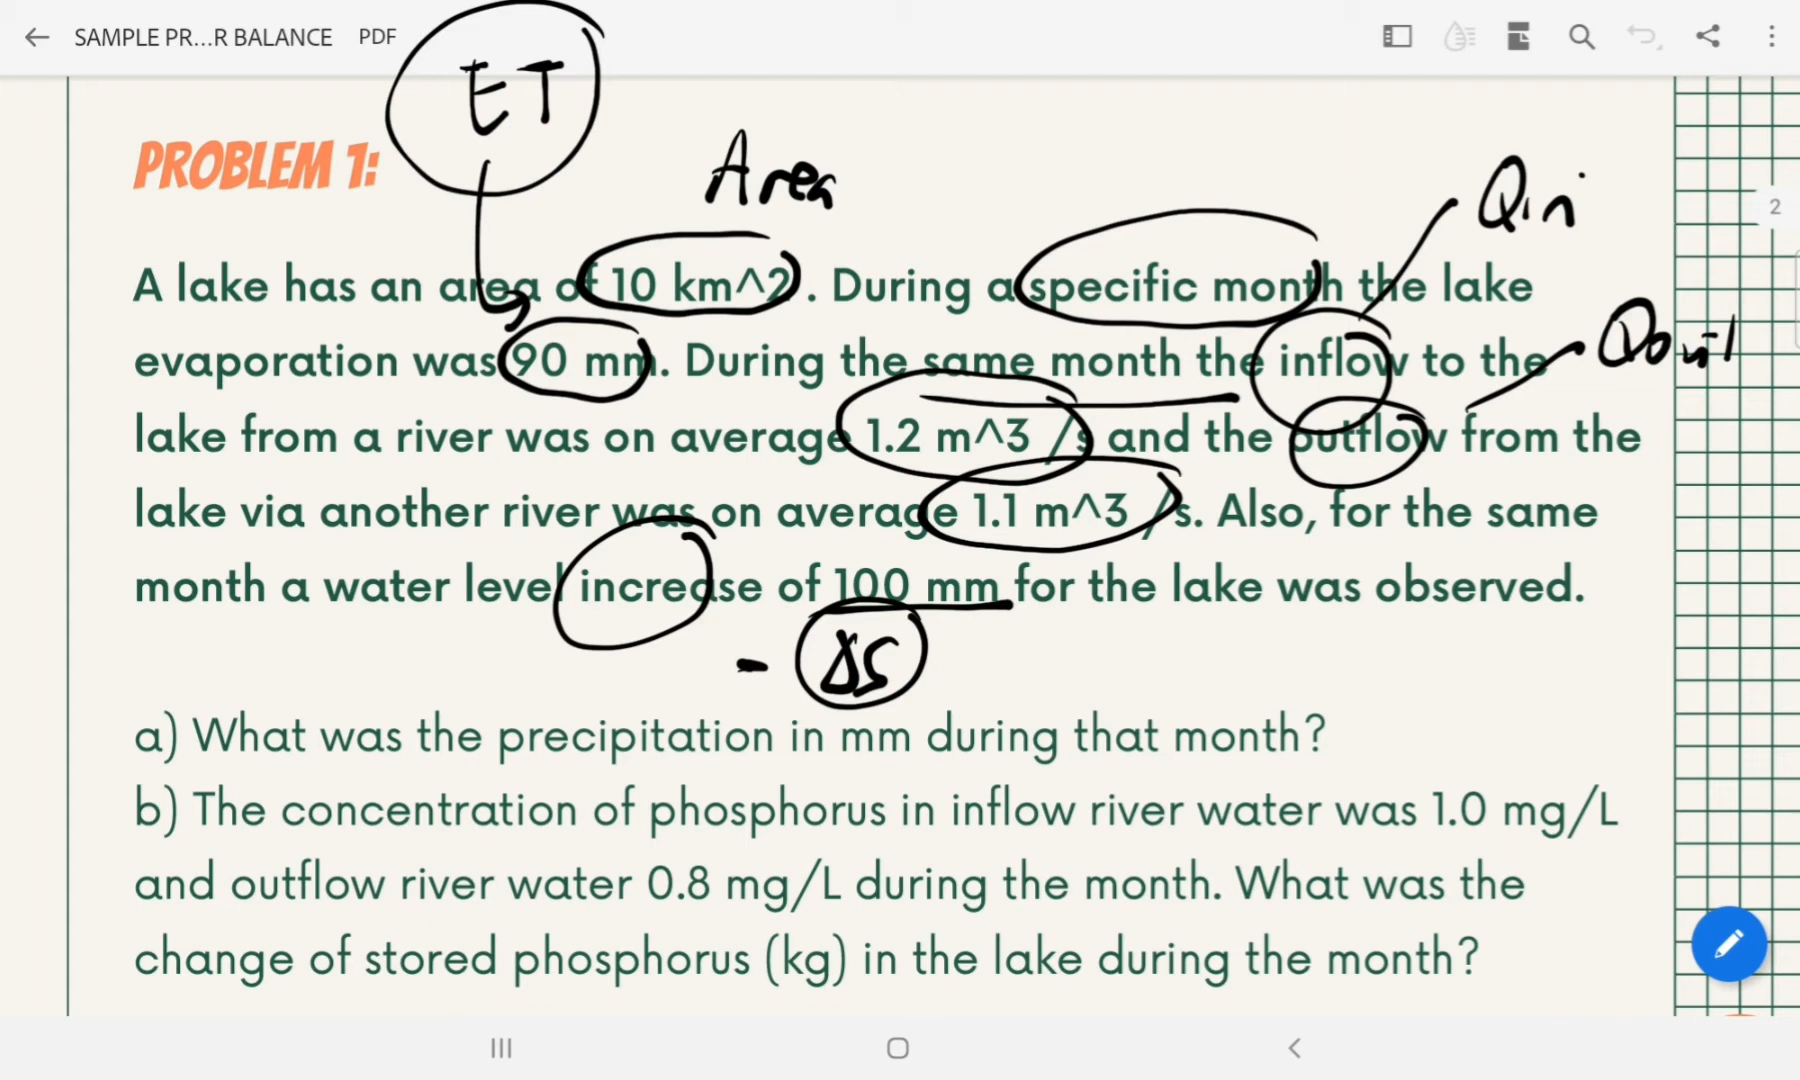 SAMPLE PR...R BALANCE PDF
ET
PROBLEM 1:
Area
Qin
2
A lake has an area of 10 km^2 . During a specific month the lake
Qout
evaporation was 90 mm. During the same month the inflow to the
lake from a river was on average 1.2 m^3 /s and the outflow from the
lake via another river was on average 1.1 m^3 /s. Also, for the same
month a water level increase of 100 mm for the lake was observed.
- ΔS
a) What was the precipitation in mm during that month?
b) The concentration of phosphorus in inflow river water was 1.0 mg/L
and outflow river water 0.8 mg/L during the month. What was the
change of stored phosphorus (kg) in the lake during the month?